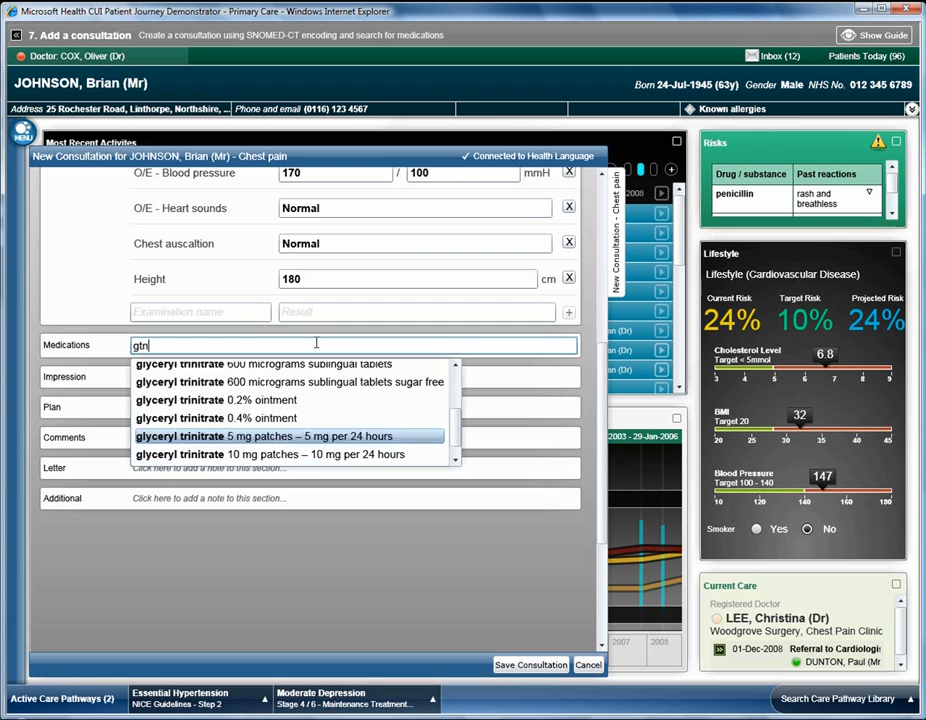 Microsoft Health CUI Patient Journey Demonstrator - Primary Care - Windows Internet Explorer
7. Add a consultation Create a consultation using SNOMED-CT encoding and search for medications
Show Guide
Doctor: COX, Oliver (Dr)
Inbox (12)
Patients Today (96)
JOHNSON, Brian (Mr)
Born 24-Jul-1945 (63y) Gender Male NHS No. 012 345 6789
Address 25 Rochester Road, Linthorpe, Northshire, ...
Phone and email (0116) 123 4567
Known allergies
MENU
Most Recent Activites
New Consultation for JOHNSON, Brian (Mr) - Chest pain
✓ Connected to Health Language
O/E - Blood pressure 170 / 100 mmH X
O/E - Heart sounds Normal X
Chest auscaltion Normal X
Height 180 cm X
Examination name Result +
Medications gtn
glyceryl trinitrate 600 micrograms sublingual tablets
glyceryl trinitrate 600 micrograms sublingual tablets sugar free
glyceryl trinitrate 0.2% ointment
glyceryl trinitrate 0.4% ointment
glyceryl trinitrate 5 mg patches – 5 mg per 24 hours
glyceryl trinitrate 10 mg patches – 10 mg per 24 hours
Impression
Plan
Comments
Letter Click here to add a note to this section...
Additional Click here to add a note to this section...
Save Consultation
Cancel
New Consultation - Chest pain
2008
an (Dr)
an (Dr)
an (Dr)
2003 - 29-Jan-2006
2007 2008
Risks
Drug / substance Past reactions
penicillin rash and
breathless
Lifestyle
Lifestyle (Cardiovascular Disease)
Current Risk Target Risk Projected Risk
24% 10% 24%
Cholesterol Level
Target < 5mmol
6.8
3 4 5 6 7 8 9
BMI
Target 20
32
20 25 30 35 40 45 50
Blood Pressure
Target 100 - 140
147
10 120 140 160 180
Smoker Yes No
Current Care
Registered Doctor
LEE, Christina (Dr)
Woodgrove Surgery, Chest Pain Clinic
01-Dec-2008 Referral to Cardiologis
DUNTON, Paul (Mr
Active Care Pathways (2)
Essential Hypertension
NICE Guidelines - Step 2
Moderate Depression
Stage 4 / 6 - Maintenance Treatment...
Search Care Pathway Library